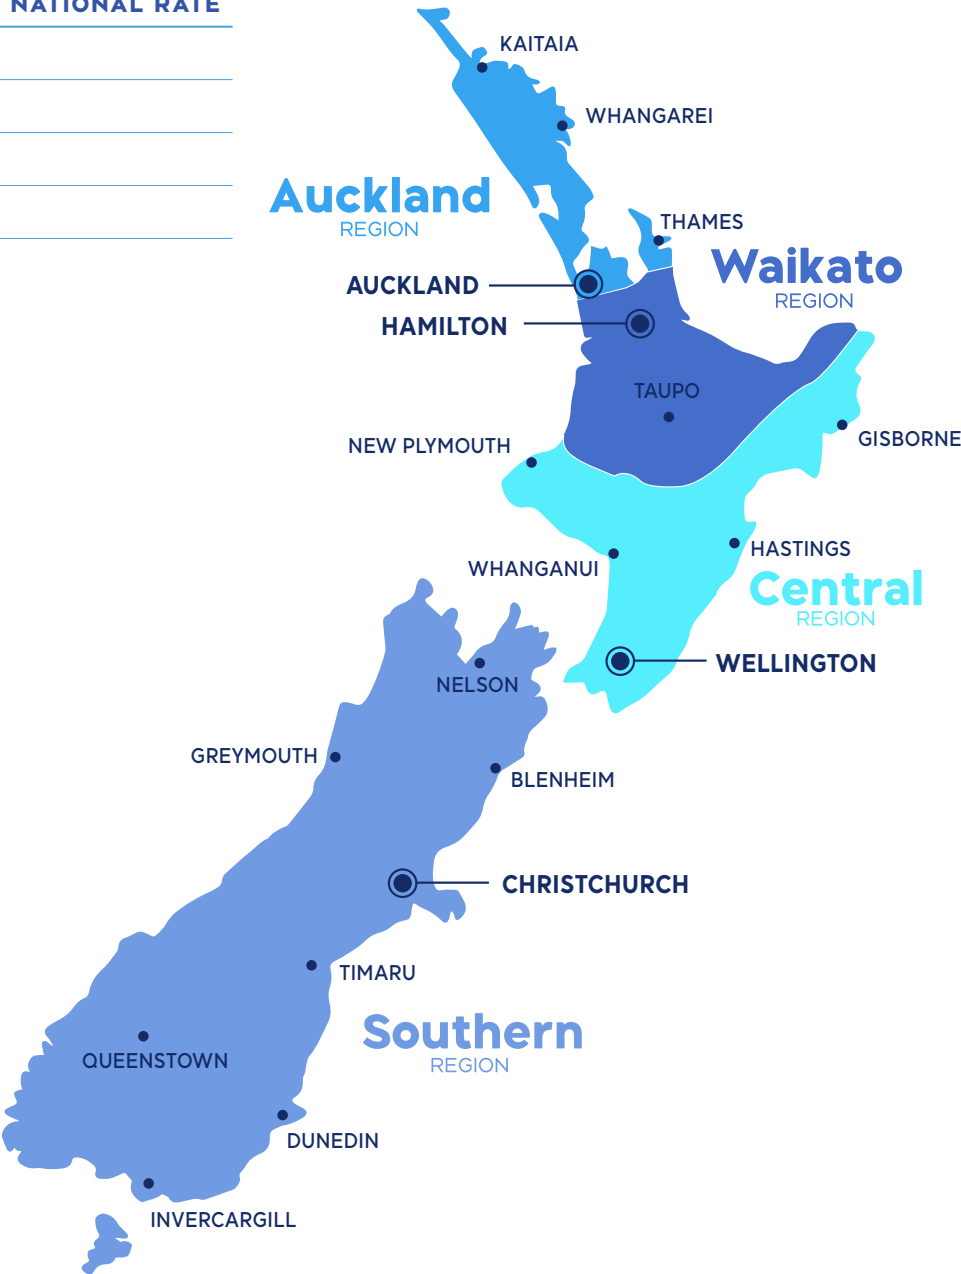 NATIONAL RATE
KAITAIA
WHANGAREI
Auckland
REGION
THAMES
Waikato
REGION
AUCKLAND
HAMILTON
TAUPO
GISBORNE
NEW PLYMOUTH
HASTINGS
WHANGANUI
Central
REGION
WELLINGTON
NELSON
GREYMOUTH
BLENHEIM
CHRISTCHURCH
TIMARU
Southern
REGION
QUEENSTOWN
DUNEDIN
INVERCARGILL